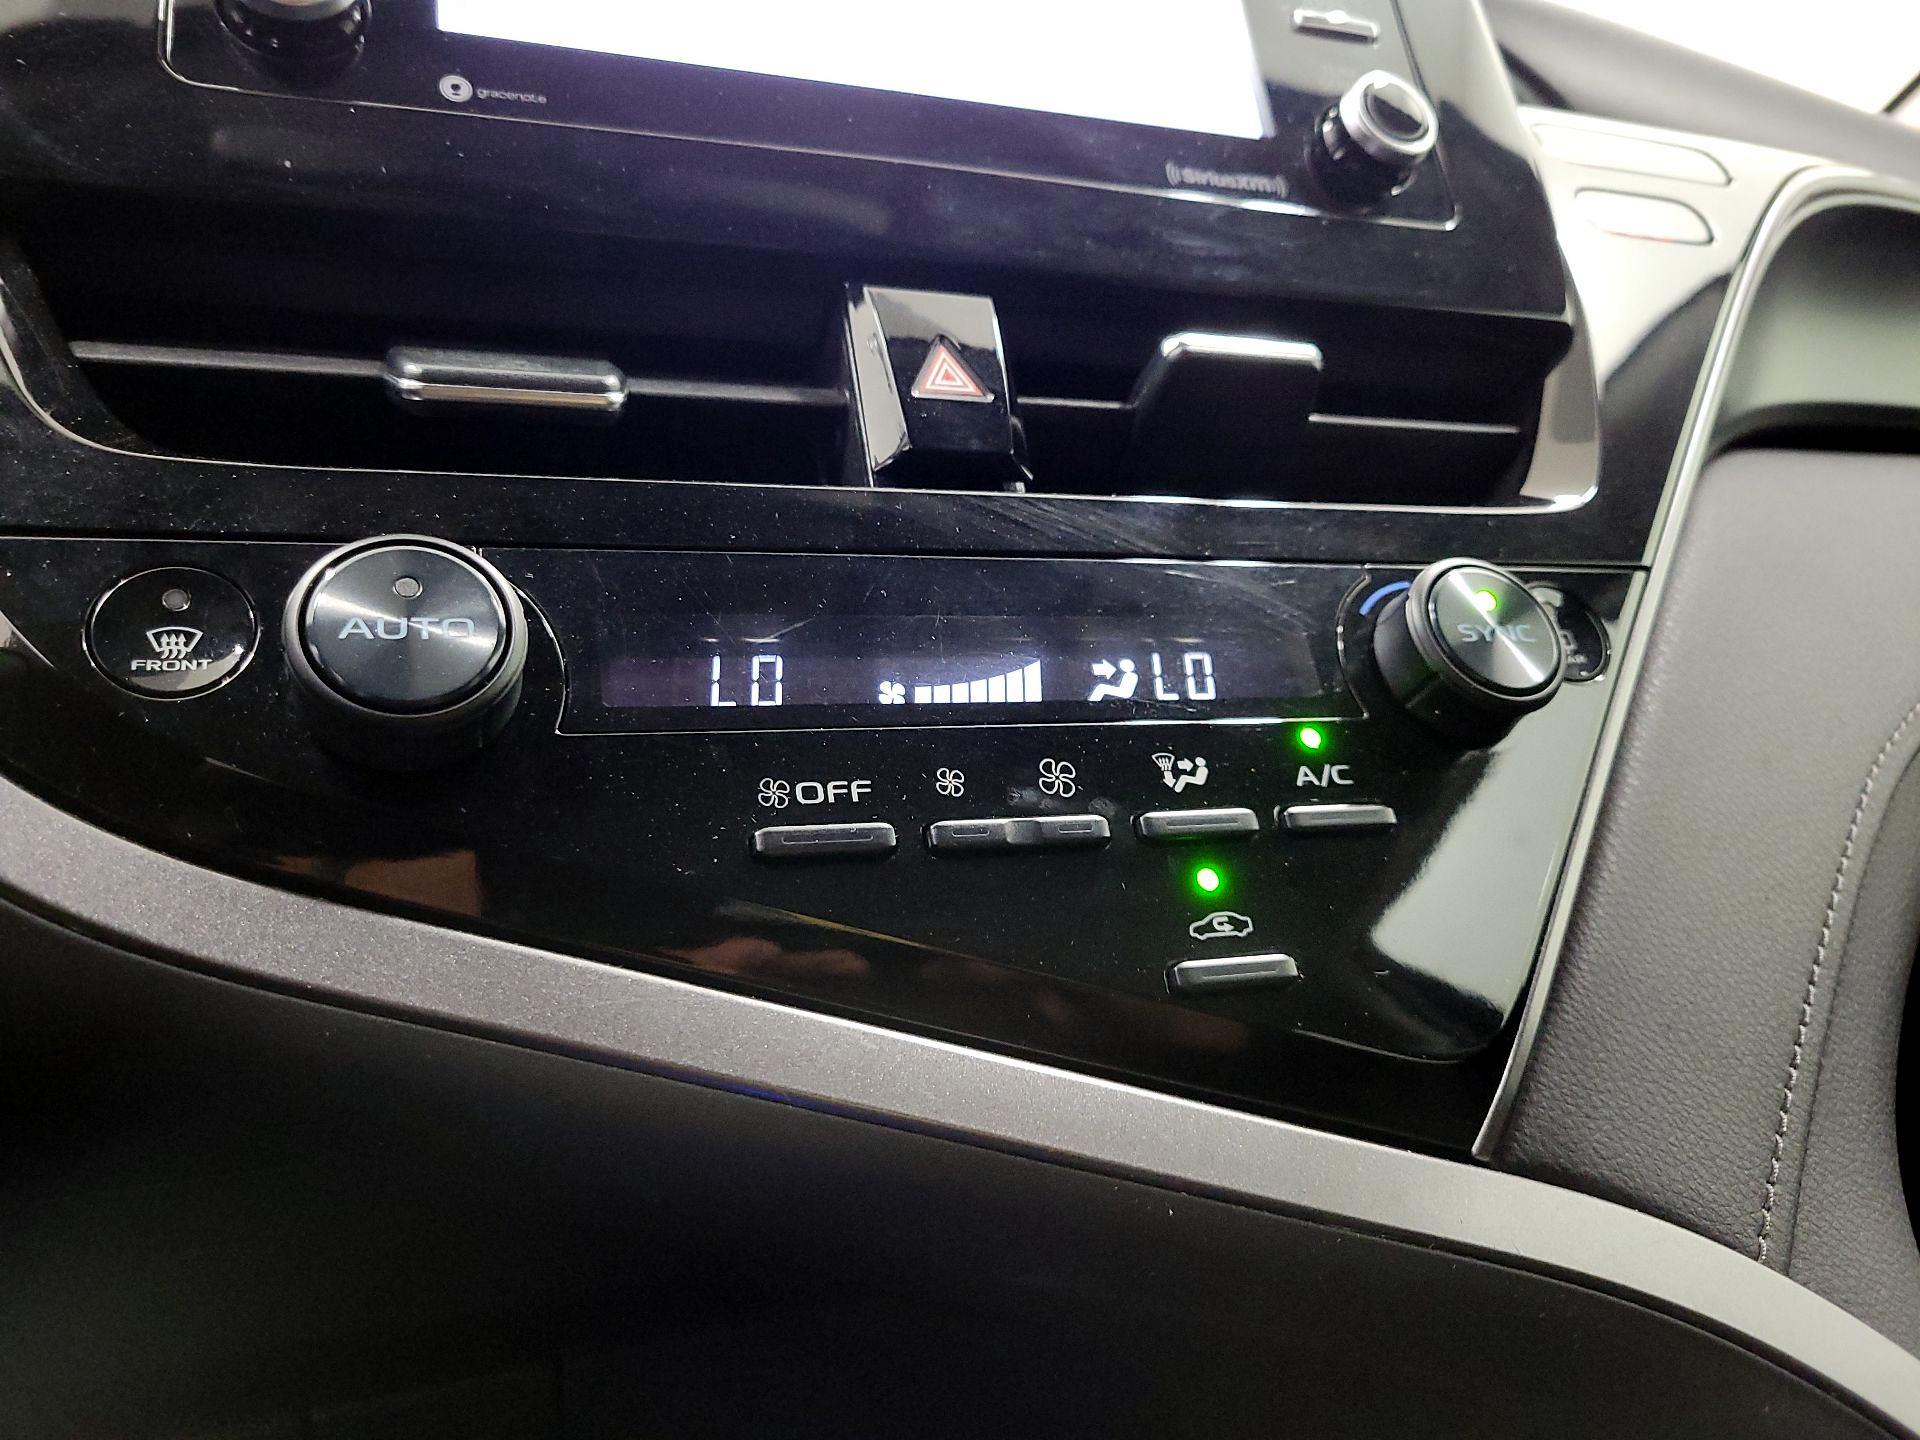 gracenote
SiriusXM
FRONT
AUTO
LO
LO
SYNC
OFF
A/C